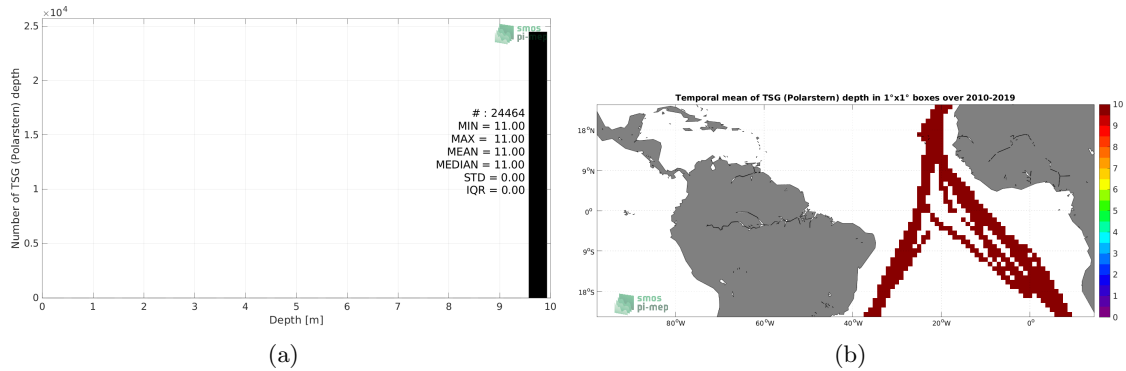 2.5 ×10⁴
2
1.5
1
0.5
0
Number of TSG (Polarstern) depth
smos
pi-mep
# : 24464
MIN = 11.00
MAX = 11.00
MEAN = 11.00
MEDIAN = 11.00
STD = 0.00
IQR = 0.00
0 1 2 3 4 5 6 7 8 9 10
Depth [m]
(a)
Temporal mean of TSG (Polarstern) depth in 1°x1° boxes over 2010-2019
18°N
9°N
0°
9°S
18°S
80°W 60°W 40°W 20°W 0°
smos
pi-mep
10
9
8
7
6
5
4
3
2
1
0
(b)